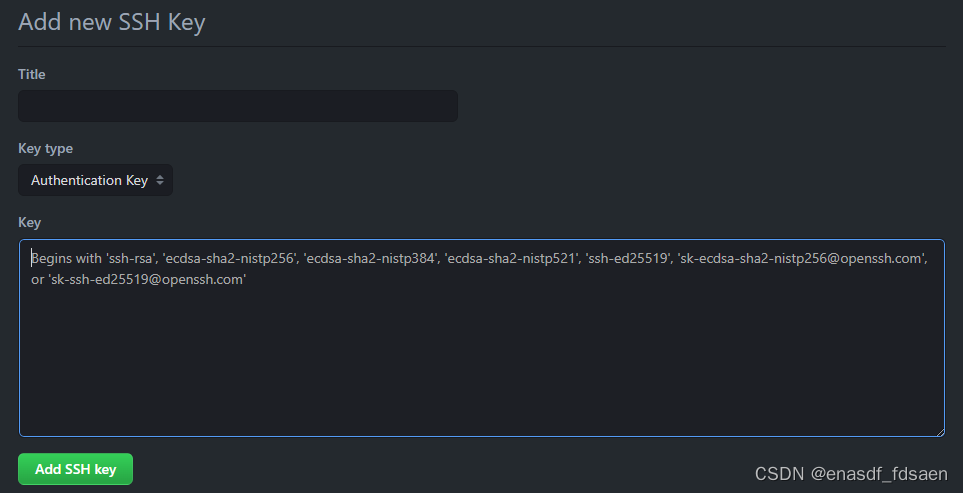 Add new SSH Key
Title
Key type
Authentication Key
Key
Begins with 'ssh-rsa', 'ecdsa-sha2-nistp256', 'ecdsa-sha2-nistp384', 'ecdsa-sha2-nistp521', 'ssh-ed25519', 'sk-ecdsa-sha2-nistp256@openssh.com',
or 'sk-ssh-ed25519@openssh.com'
Add SSH key
CSDN @enasdf_fdsaen